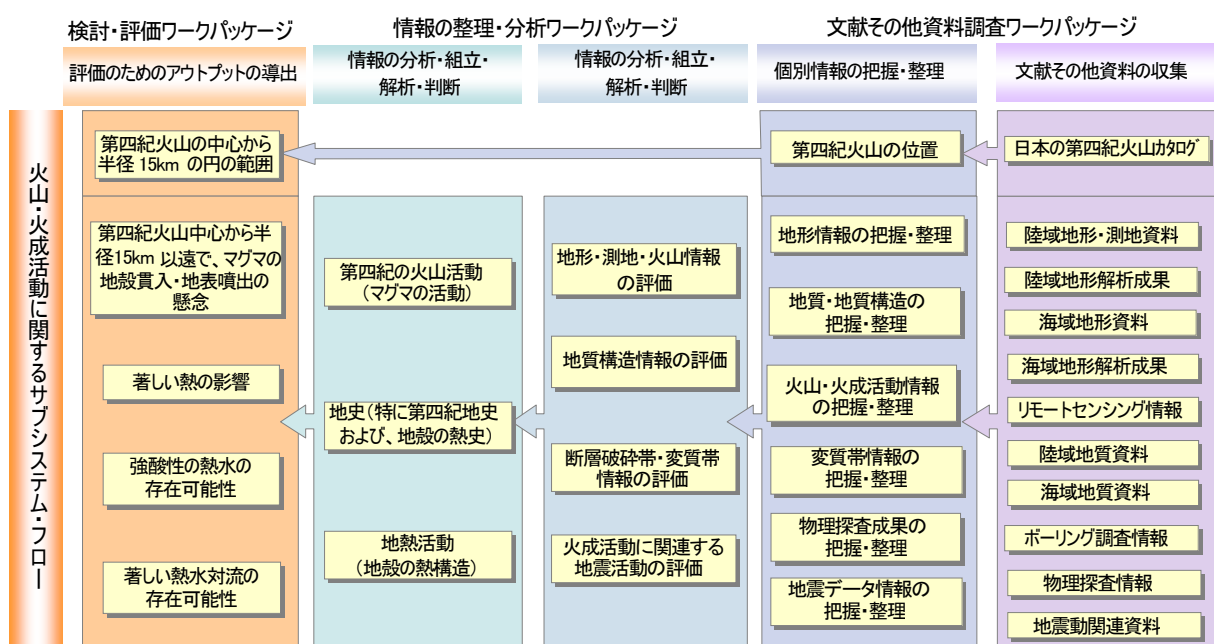 検討・評価ワークパッケージ
情報の整理・分析ワークパッケージ
文献その他資料調査ワークパッケージ
評価のためのアウトプットの導出
情報の分析・組立・
解析・判断
情報の分析・組立・
解析・判断
個別情報の把握・整理
文献その他資料の収集
火山・火成活動に関するサブシステム・フロー
第四紀火山の中心から
半径 15km の円の範囲
第四紀火山の位置
日本の第四紀火山カタログ
第四紀火山中心から半
径15km 以遠で、マグマの
地殻貫入・地表噴出の
懸念
著しい熱の影響
強酸性の熱水の
存在可能性
著しい熱水対流の
存在可能性
第四紀の火山活動
(マグマの活動)
地史(特に第四紀地史
および、地殻の熱史)
地熱活動
(地殻の熱構造)
地形・測地・火山情報
の評価
地質構造情報の評価
断層破砕帯・変質帯
情報の評価
火成活動に関連する
地震活動の評価
地形情報の把握・整理
地質・地質構造の
把握・整理
火山・火成活動情報
の把握・整理
変質帯情報の
把握・整理
物理探査成果の
把握・整理
地震データ情報の
把握・整理
陸域地形・測地資料
陸域地形解析成果
海域地形資料
海域地形解析成果
リモートセンシング情報
陸域地質資料
海域地質資料
ボーリング調査情報
物理探査情報
地震動関連資料